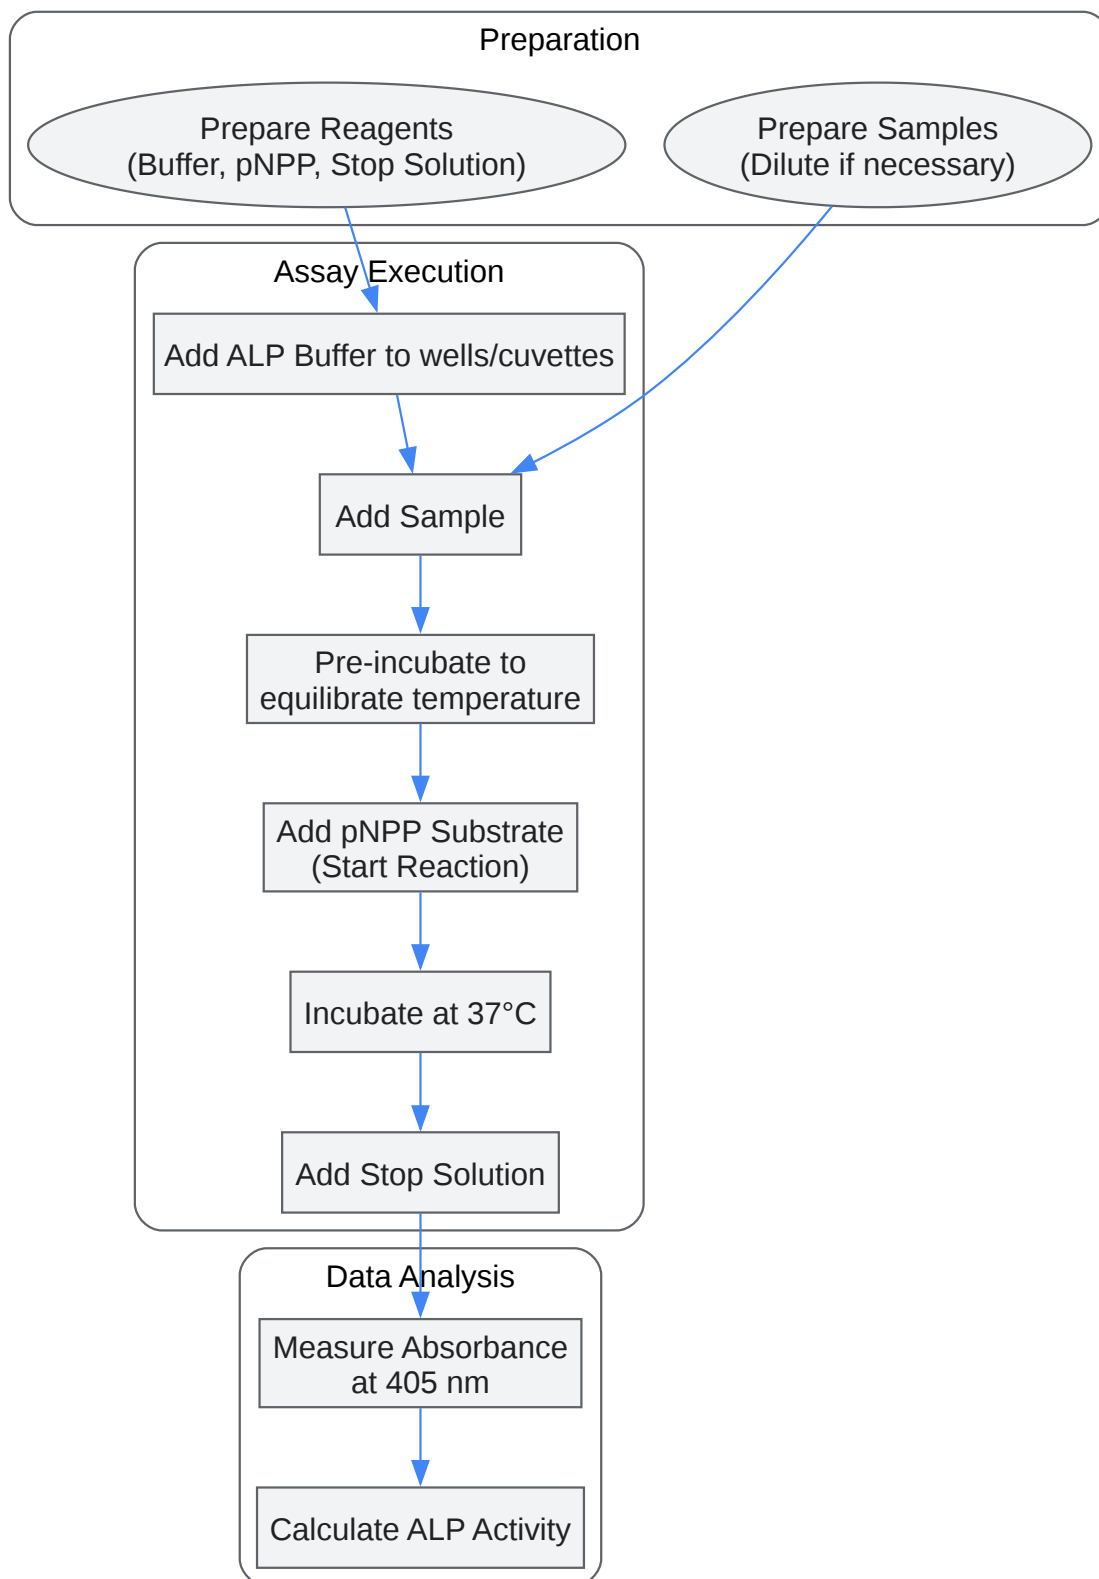 Preparation
Prepare Reagents
(Buffer, pNPP, Stop Solution)
Prepare Samples
(Dilute if necessary)
Assay Execution
Add ALP Buffer to wells/cuvettes
Add Sample
Pre-incubate to
equilibrate temperature
Add pNPP Substrate
(Start Reaction)
Incubate at 37°C
Add Stop Solution
Data Analysis
Measure Absorbance
at 405 nm
Calculate ALP Activity